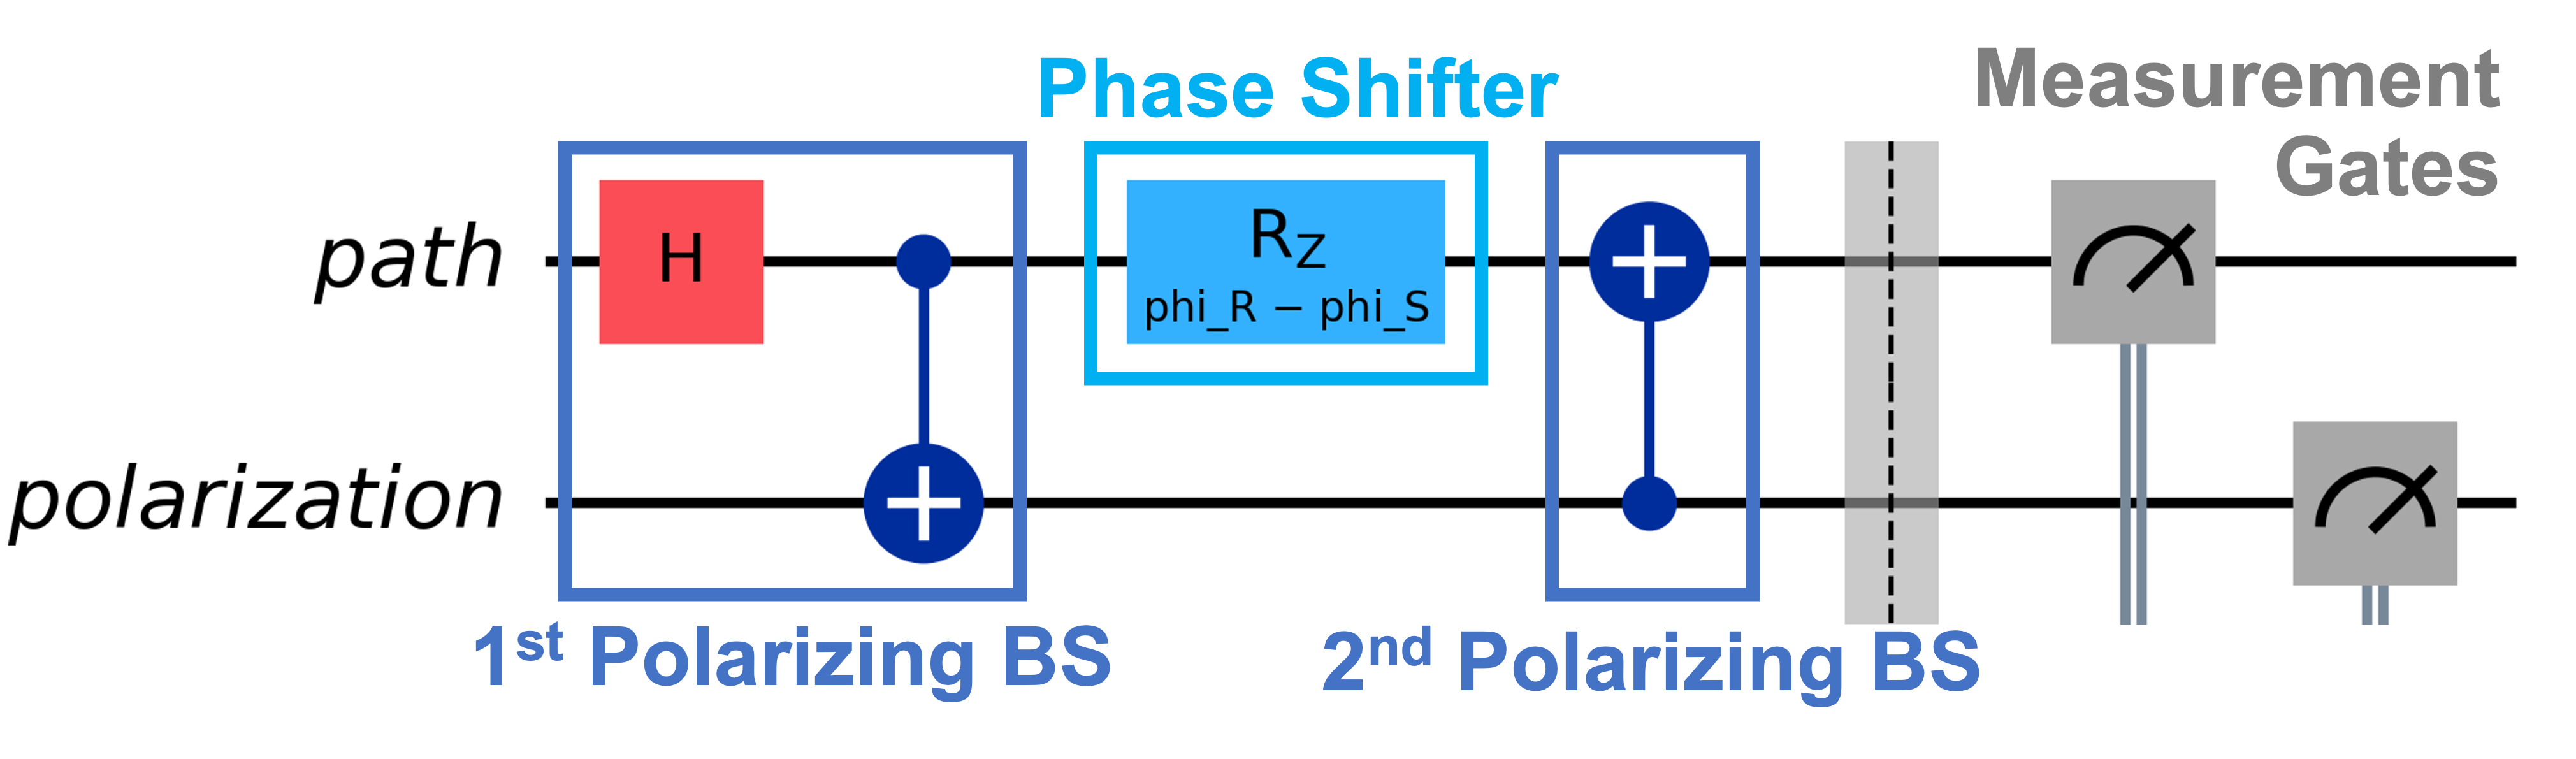 Phase Shifter
Measurement
Gates
path
H
R_Z
phi_R − phi_S
polarization
1st Polarizing BS
2nd Polarizing BS